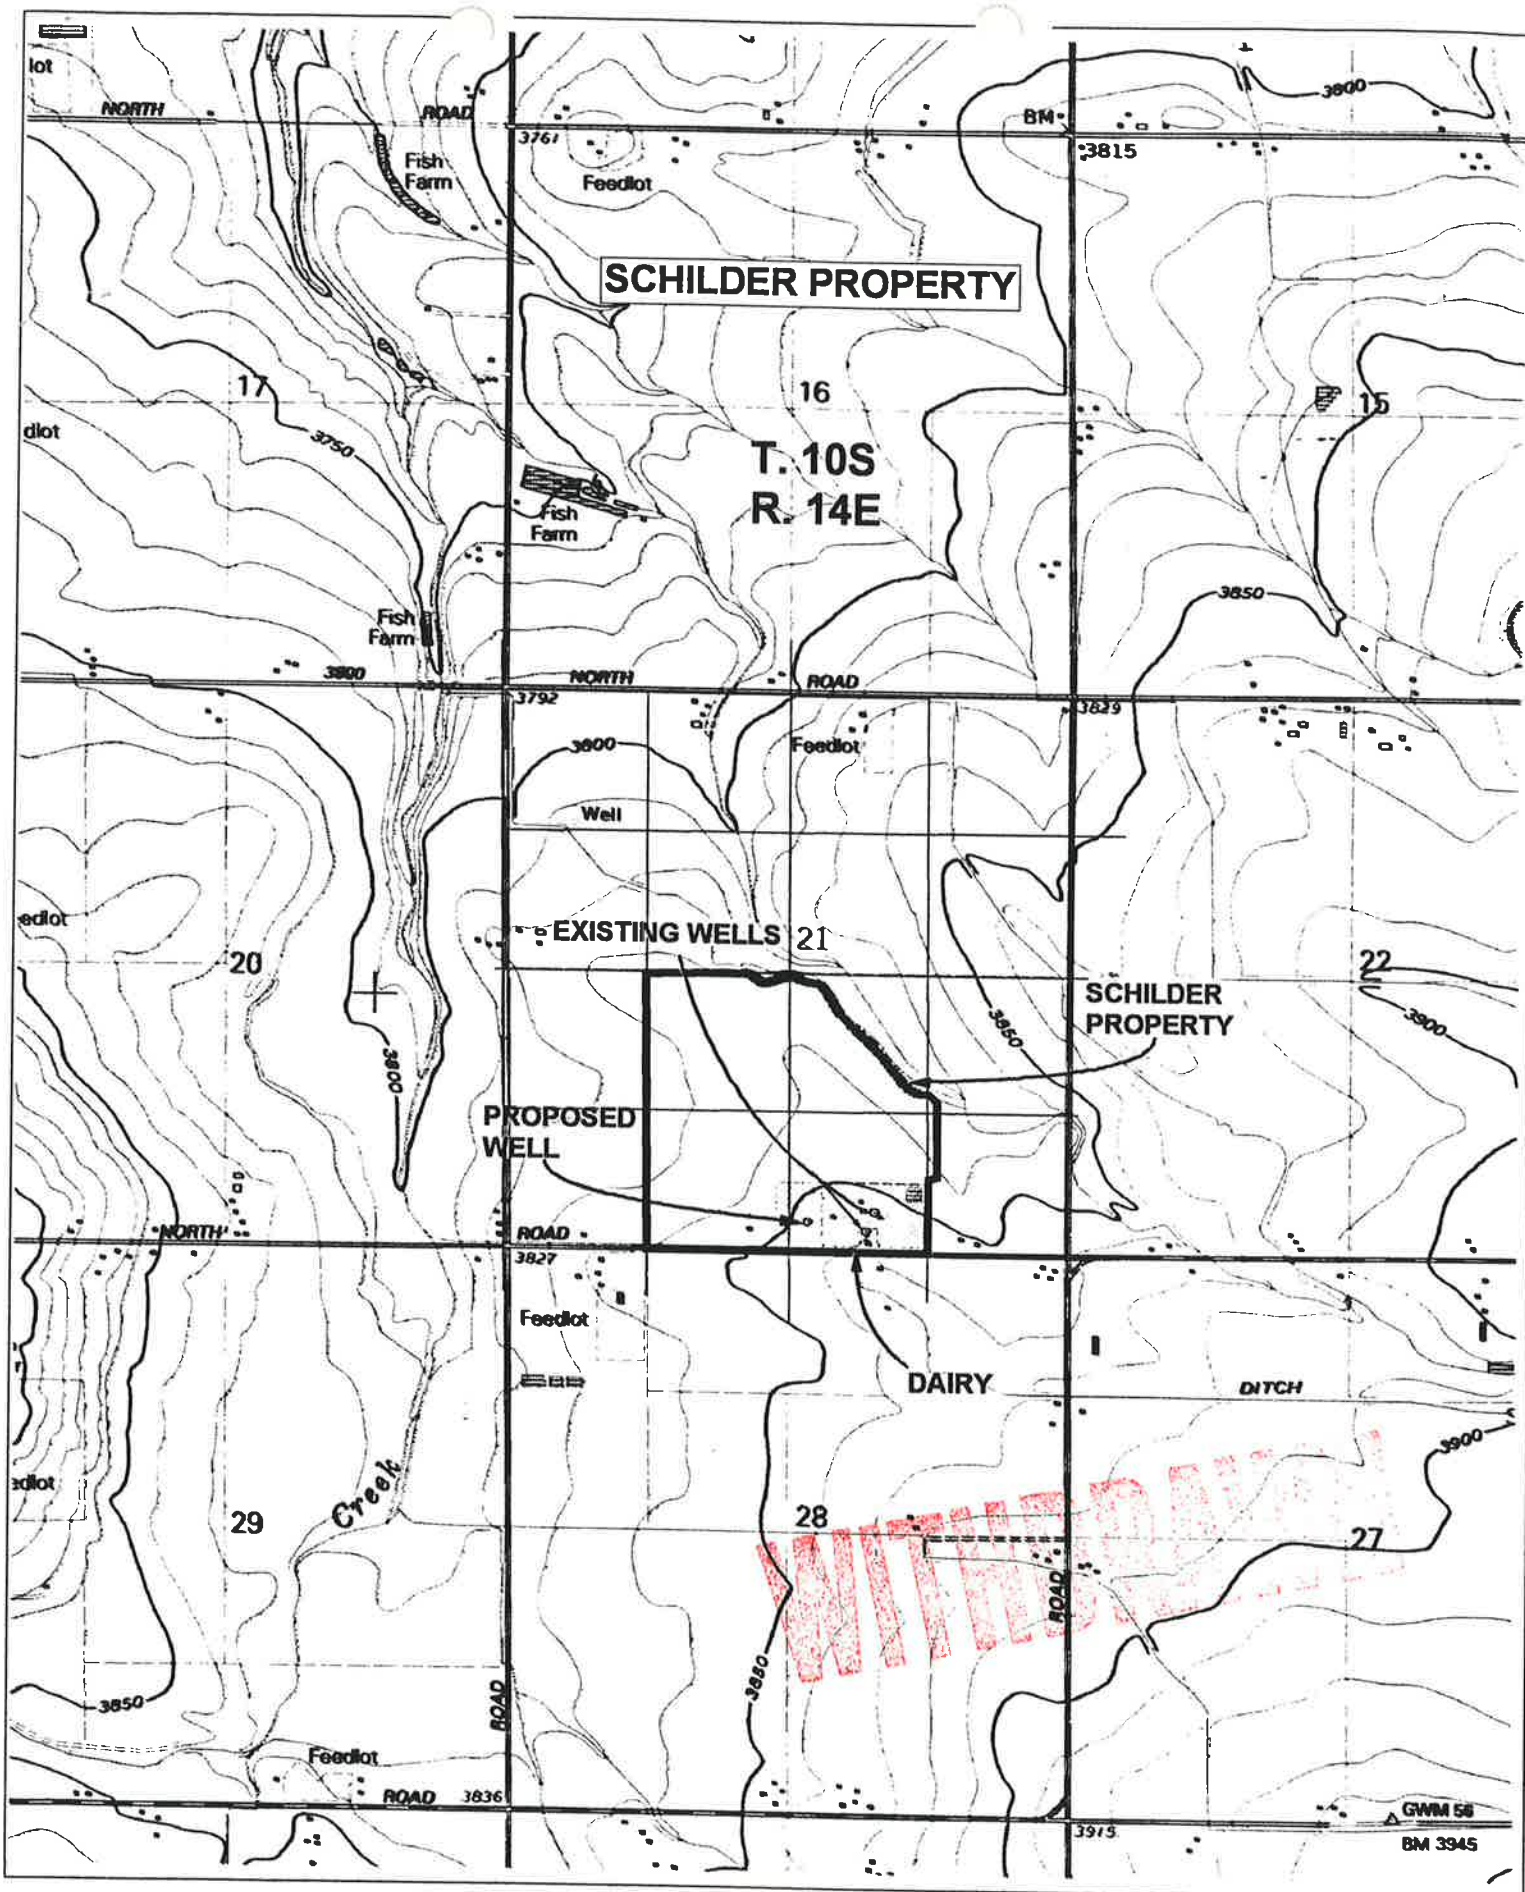 lot
NORTH
ROAD
3800
3761
BM
3815
Fish
Farm
Feedlot
SCHILDER PROPERTY
17
16
15
dlot
3750
T. 10S
R. 14E
Fish
Farm
3850
Fish
Farm
3800
NORTH
ROAD
3792
3829
3800
Feedlot
Well
edlot
EXISTING WELLS
21
20
22
SCHILDER
PROPERTY
3850
3900
3800
PROPOSED
WELL
NORTH
ROAD
3827
Feedlot
DAIRY
DITCH
3900
edlot
Creek
29
28
27
WITHDRAWN
ROAD
3850
3850
ROAD
Feedlot
ROAD
3836
3915
GWM 56
BM 3945